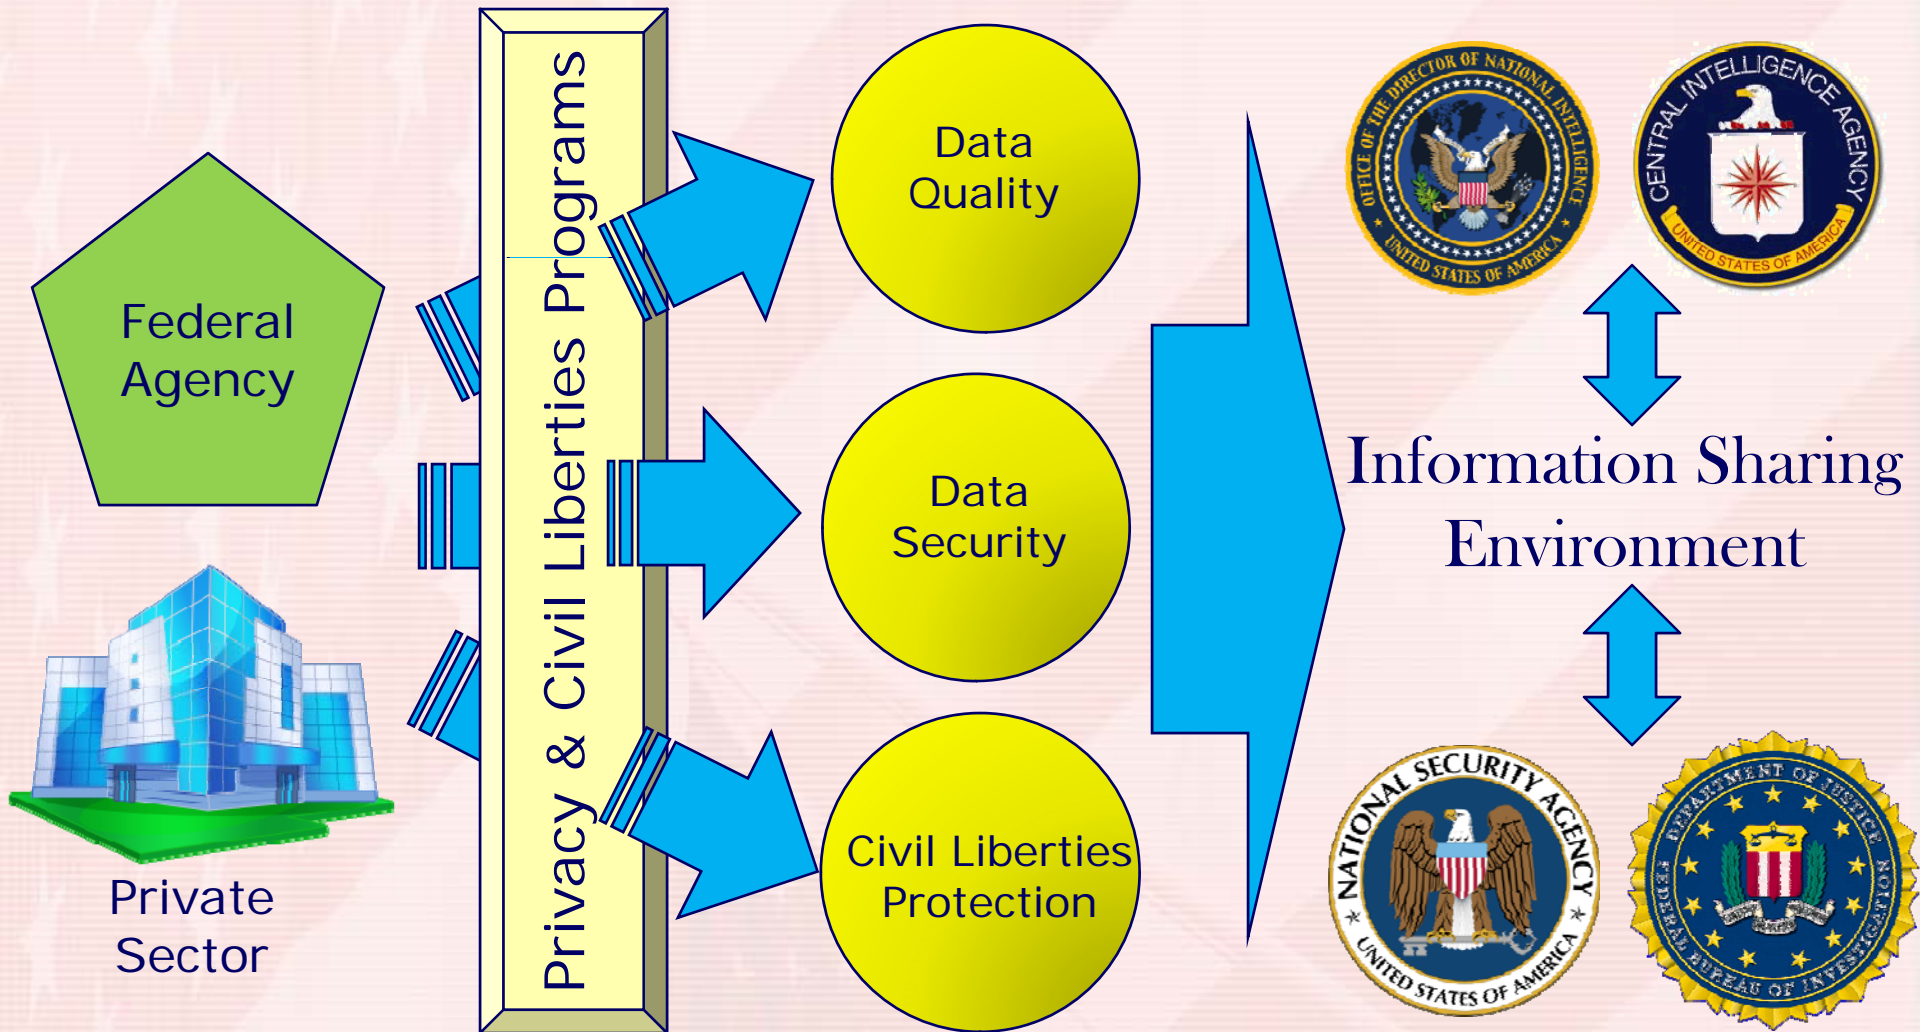 Federal
Agency
Private
Sector
Privacy & Civil Liberties Programs
Data
Quality
Data
Security
Civil Liberties
Protection
OFFICE OF THE DIRECTOR OF NATIONAL INTELLIGENCE
UNITED STATES OF AMERICA
CENTRAL INTELLIGENCE AGENCY
UNITED STATES OF AMERICA
Information Sharing
Environment
NATIONAL SECURITY AGENCY
UNITED STATES OF AMERICA
DEPARTMENT OF JUSTICE
FEDERAL BUREAU OF INVESTIGATION